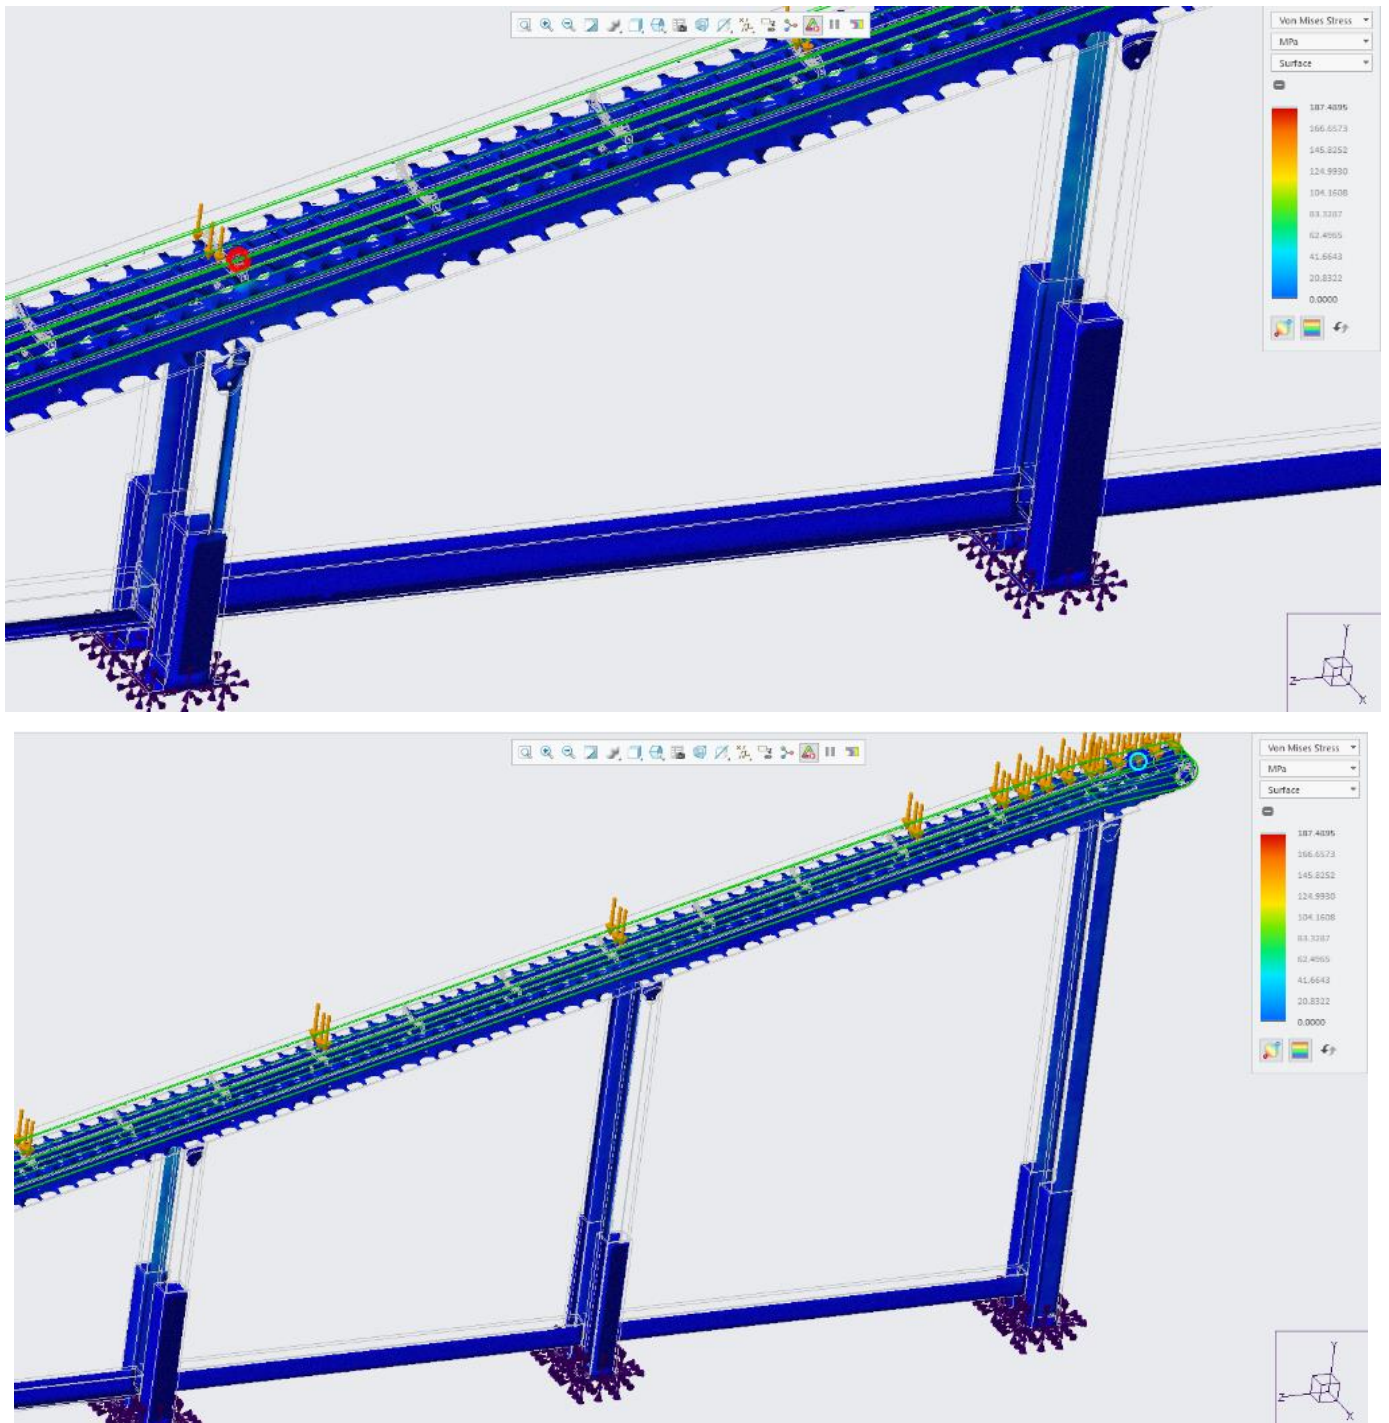 Von Mises Stress
MPa
Surface
187.4895
166.6573
145.8252
124.9930
104.1608
83.3287
62.4965
41.6643
20.8322
0.0000
Y
Z
X
Von Mises Stress
MPa
Surface
187.4895
166.6573
145.8252
124.9930
104.1608
83.3287
62.4965
41.6643
20.8322
0.0000
Y
Z
X